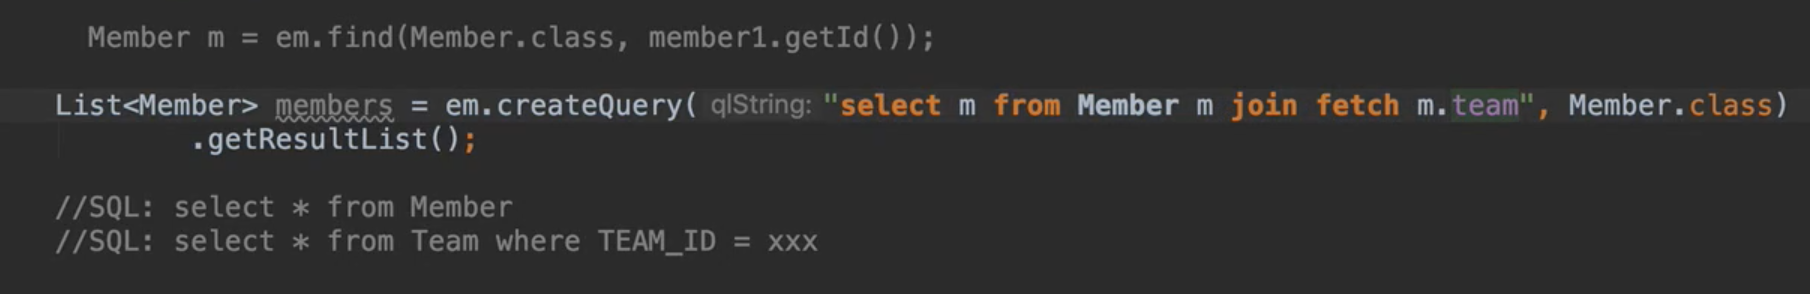 Member m = em.find(Member.class, member1.getId());
List<Member> members = em.createQuery( qlString: "select m from Member m join fetch m.team", Member.class)
.getResultList();
//SQL: select * from Member
//SQL: select * from Team where TEAM_ID = xxx